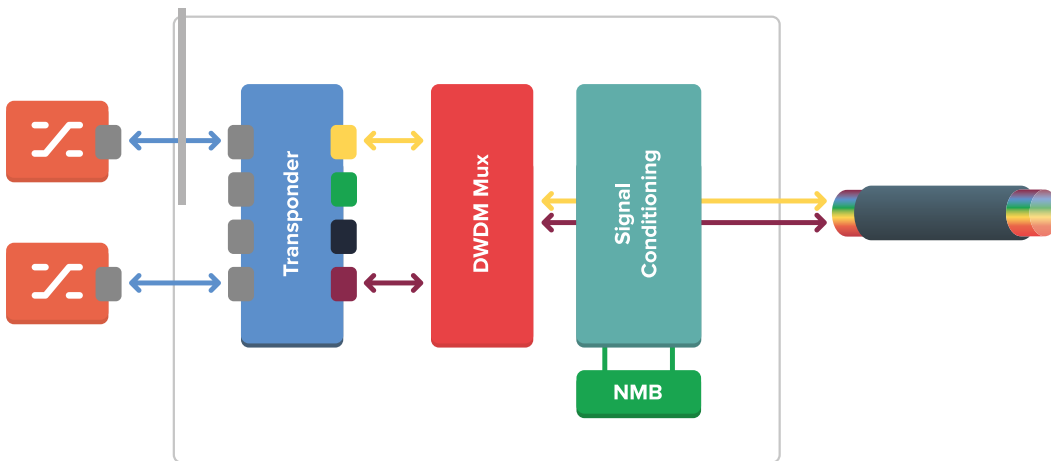 Transponder
DWDM Mux
Signal
Conditioning
NMB